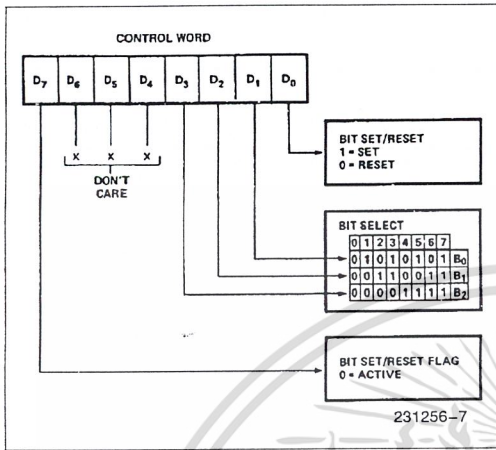 CONTROL WORD
D7 D6 D5 D4 D3 D2 D1 D0
X X X
DON'T
CARE
BIT SET/RESET
1 = SET
0 = RESET
BIT SELECT
0 1 2 3 4 5 6 7
0 1 0 1 0 1 0 1 B0
0 0 1 1 0 0 1 1 B1
0 0 0 0 1 1 1 1 B2
BIT SET/RESET FLAG
0 = ACTIVE
231256-7